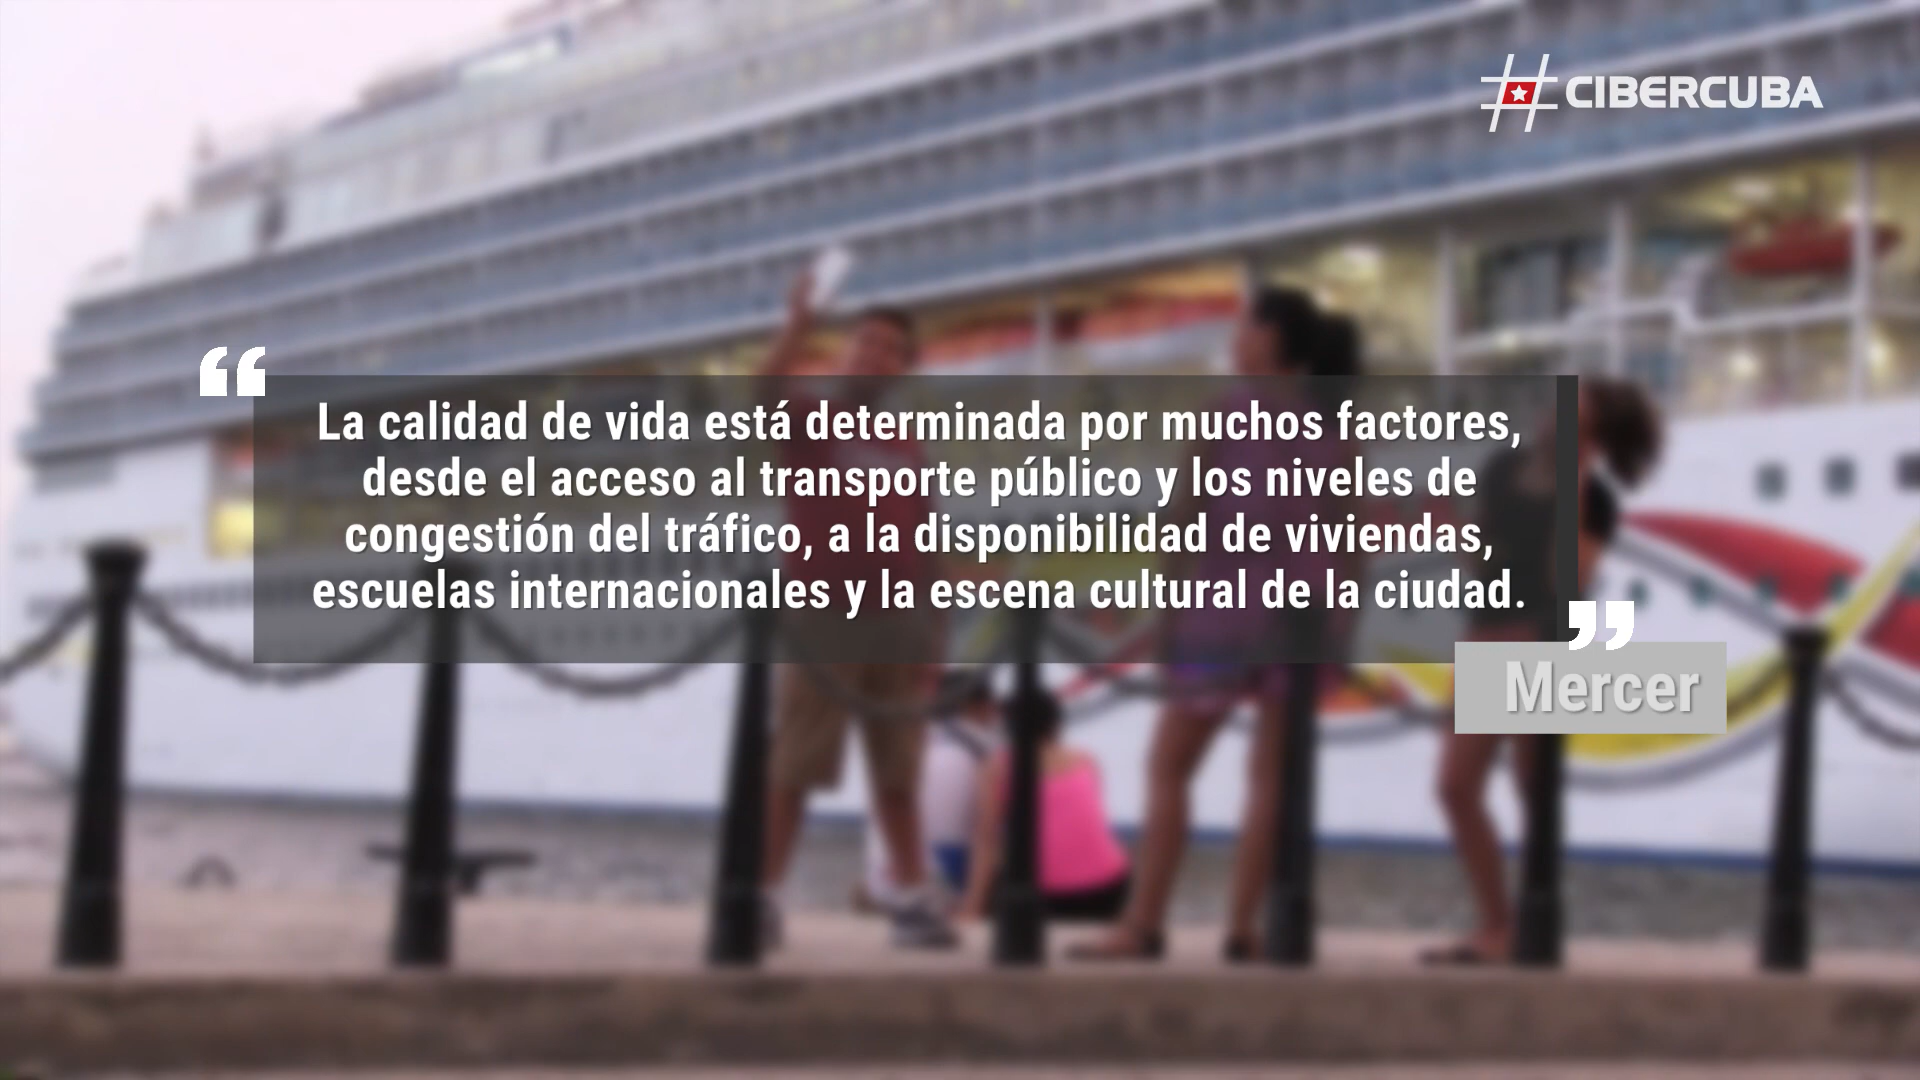 #CIBERCUBA
“
La calidad de vida está determinada por muchos factores,
desde el acceso al transporte público y los niveles de
congestión del tráfico, a la disponibilidad de viviendas,
escuelas internacionales y la escena cultural de la ciudad.
”
Mercer